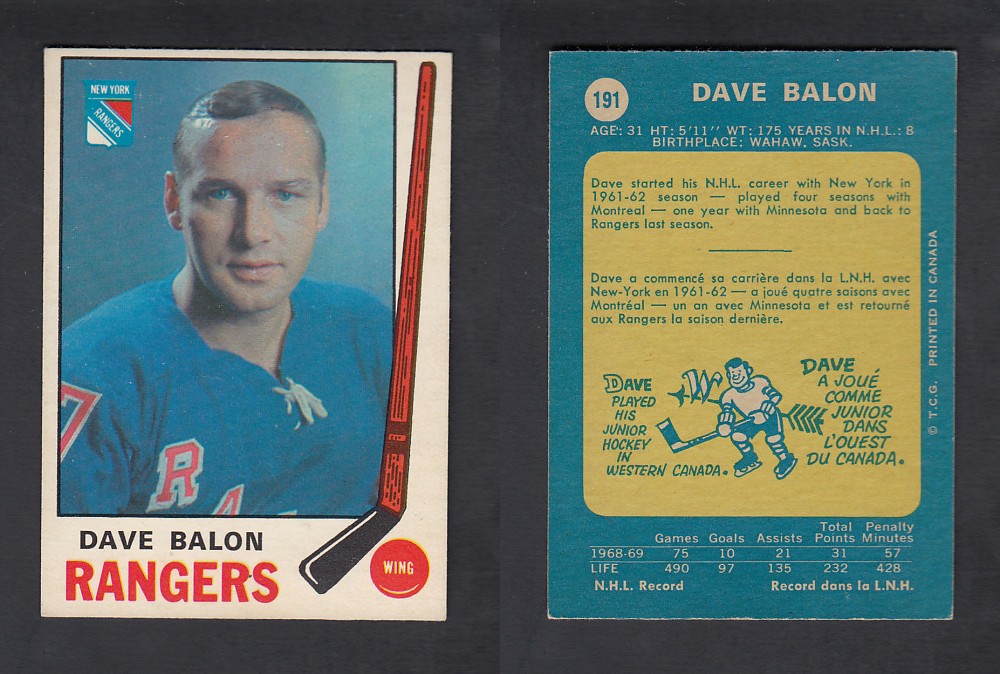 NEW YORK
RANGERS
7
R
A
DAVE BALON
RANGERS
WING
191
DAVE BALON
AGE: 31 HT: 5'11'' WT: 175 YEARS IN N.H.L.: 8
BIRTHPLACE: WAHAW, SASK.
Dave started his N.H.L. career with New York in
1961-62 season — played four seasons with
Montreal — one year with Minnesota and back to
Rangers last season.
Dave a commencé sa carrière dans la L.N.H. avec
New-York en 1961-62 — a joué quatre saisons avec
Montréal — un an avec Minnesota et est retourné
aux Rangers la saison dernière.
DAVE
PLAYED
HIS
JUNIOR
HOCKEY
IN
WESTERN CANADA.
W
DAVE
A JOUÉ
COMME
JUNIOR
DANS
L'OUEST
DU CANADA.
© T.C.G. PRINTED IN CANADA
Games Goals Assists Total Points Penalty Minutes
1968-69 75 10 21 31 57
LIFE 490 97 135 232 428
N.H.L. Record Record dans la L.N.H.